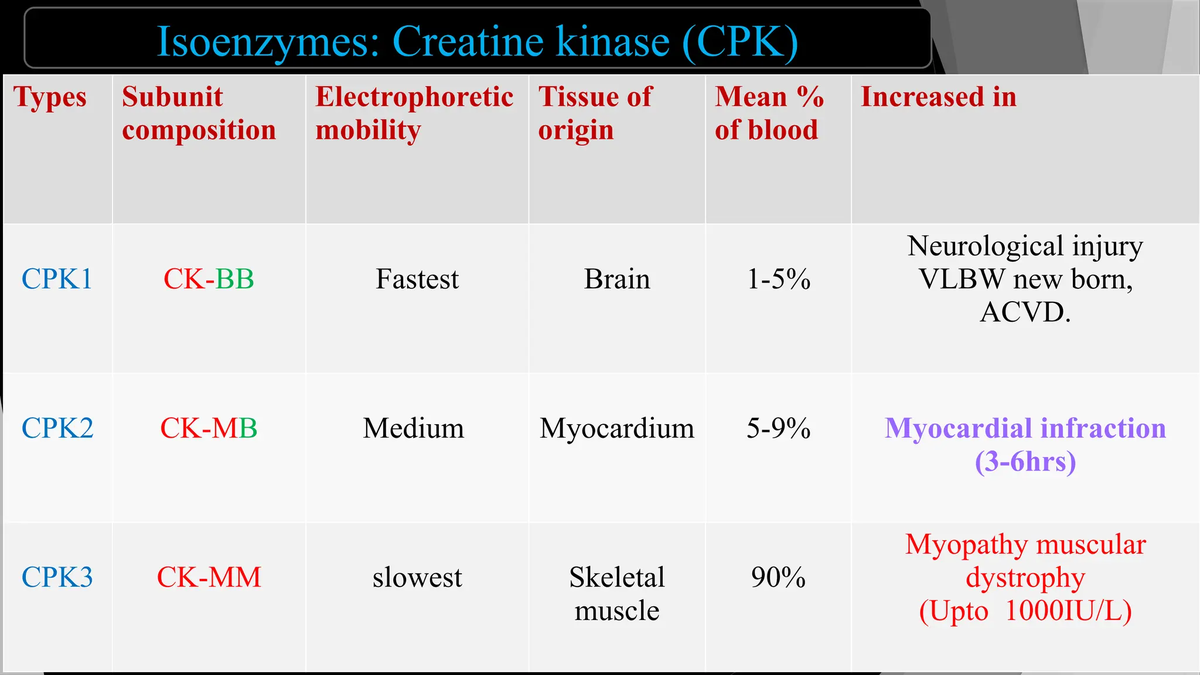 Isoenzymes: Creatine kinase (CPK)
Types
Subunit
composition
Electrophoretic
mobility
Tissue of
origin
Mean %
of blood
Increased in
CPK1
CK-BB
Fastest
Brain
1-5%
Neurological injury
VLBW new born,
ACVD.
CPK2
CK-MB
Medium
Myocardium
5-9%
Myocardial infraction
(3-6hrs)
CPK3
CK-MM
slowest
Skeletal
muscle
90%
Myopathy muscular
dystrophy
(Upto 1000IU/L)